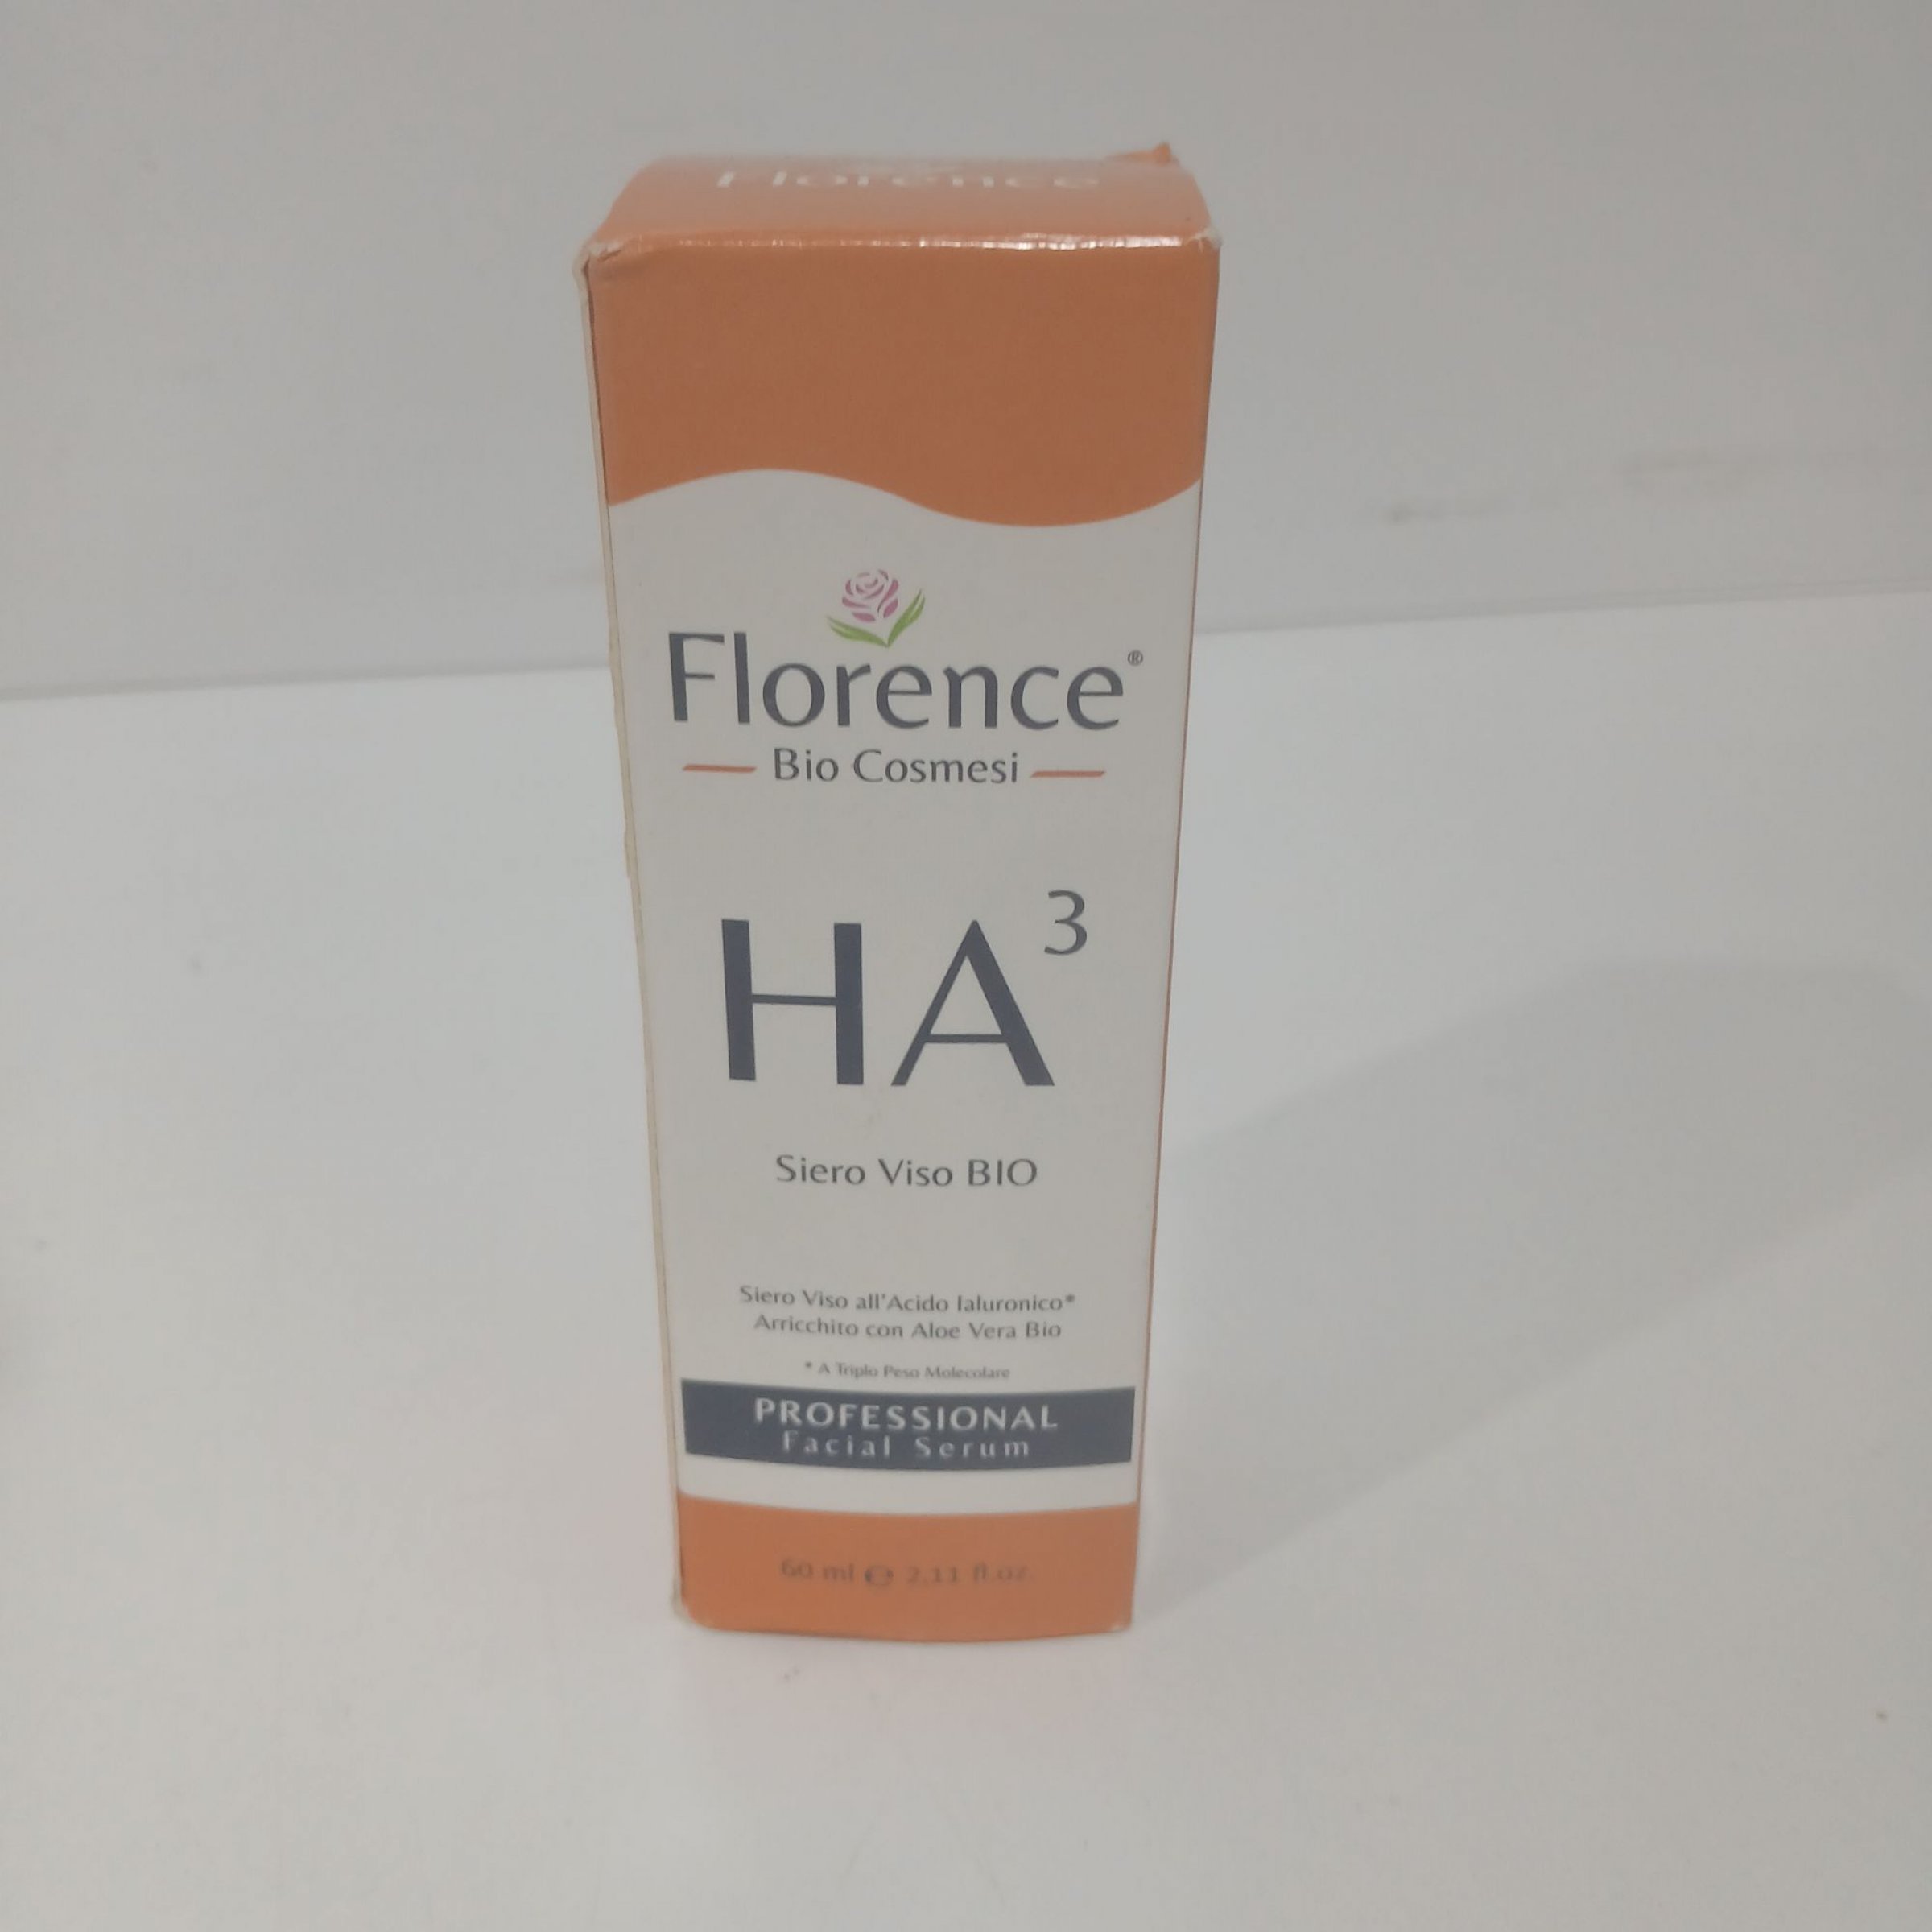 Florence
Florence®
Bio Cosmesi
HA³
Siero Viso BIO
Siero Viso all'Acido Ialuronico*
Arricchito con Aloe Vera Bio
* A Triplo Peso Molecolare
PROFESSIONAL
Facial Serum
60 ml ℮ 2.11 fl.oz.